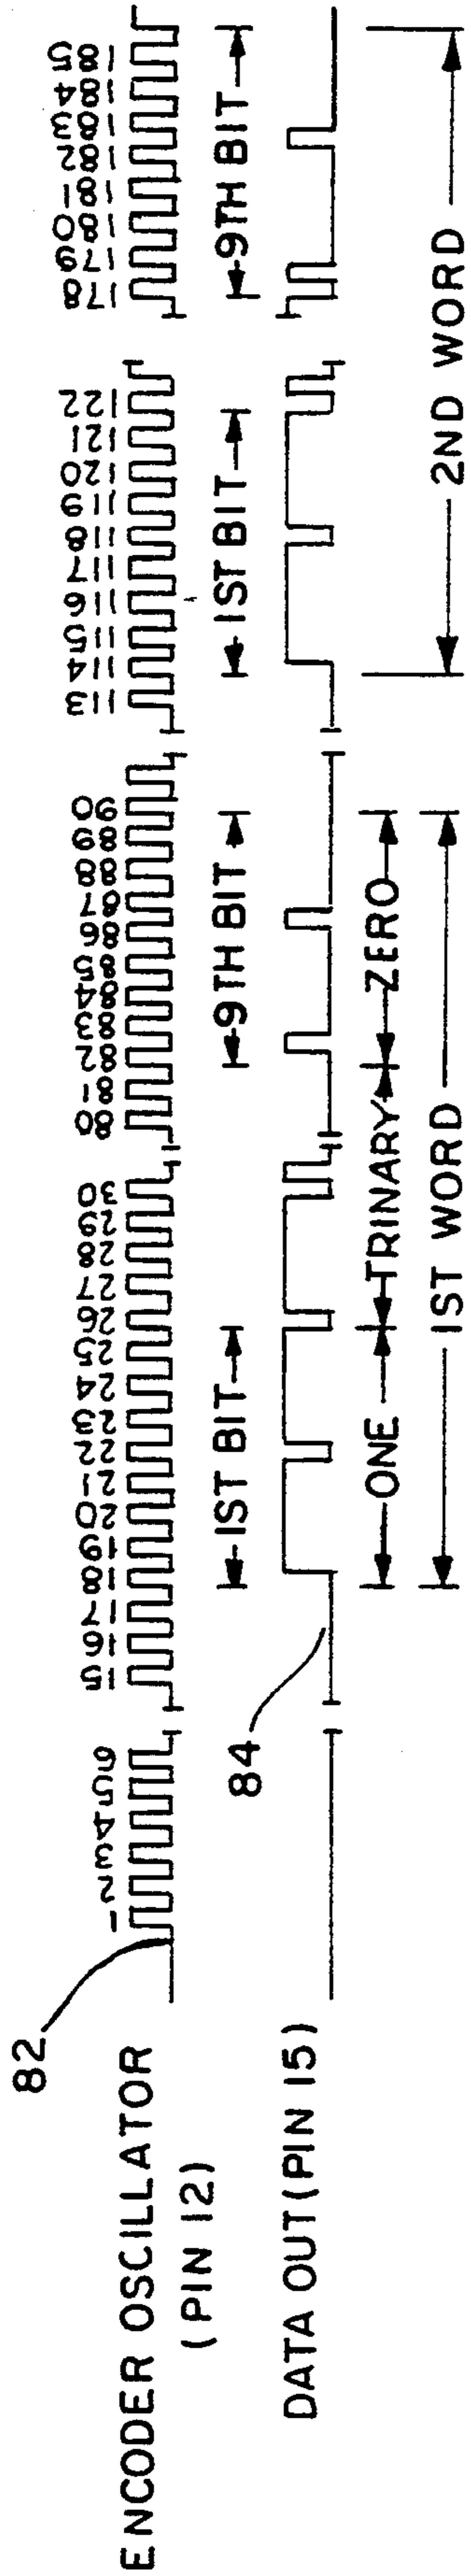 82
1 2 3 4 5 6 15 16 17 18 19 20 21 22 23 24 25 26 27 28 29 30 80 81 82 83 84 85 86 87 88 89 90 113 114 115 116 117 118 119 120 121 122 178 179 180 181 182 183 184 185
ENCODER OSCILLATOR
(PIN 12)
1ST BIT 9TH BIT 1ST BIT 9TH BIT
84
DATA OUT (PIN 15)
ONE TRINARY ZERO
1ST WORD 2ND WORD